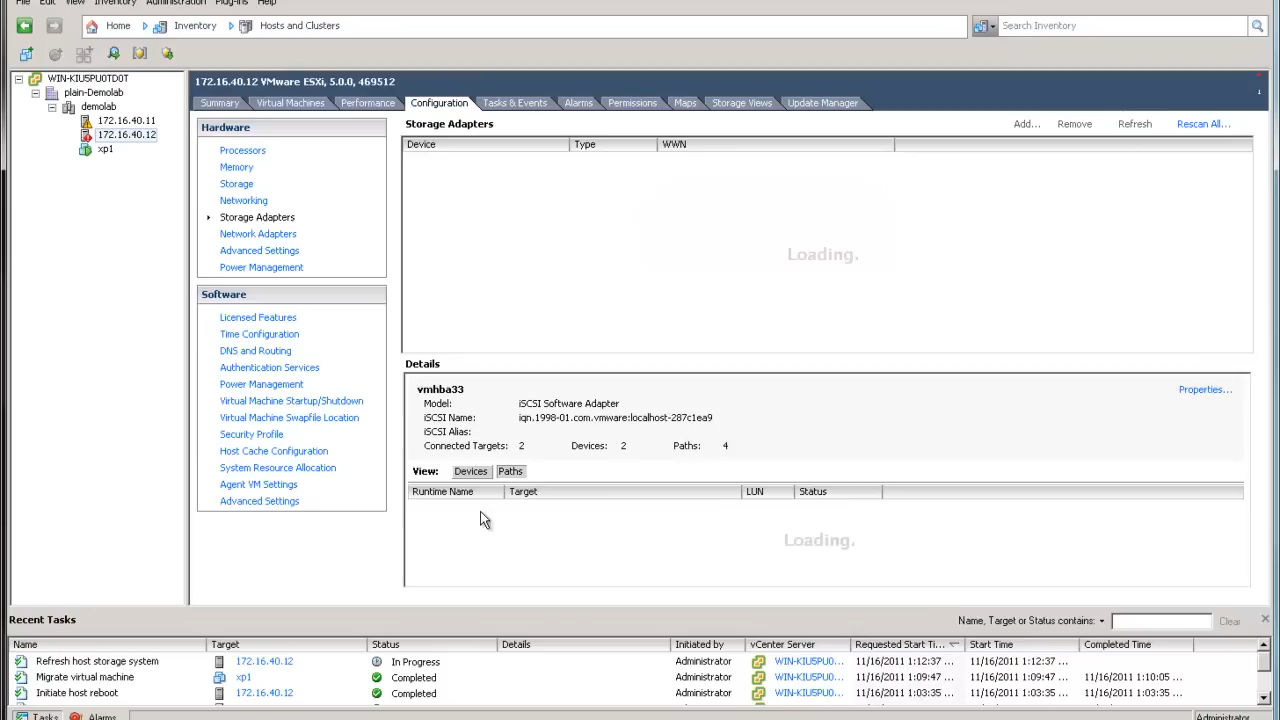 File Edit View Inventory Administration Plug-ins Help
Home Inventory Hosts and Clusters Search Inventory
WIN-KIU5PU0TD0T
plain-Demolab
demolab
172.16.40.11
172.16.40.12
xp1
172.16.40.12 VMware ESXi, 5.0.0, 469512
Summary Virtual Machines Performance Configuration Tasks & Events Alarms Permissions Maps Storage Views Update Manager
Hardware
Processors
Memory
Storage
Networking
Storage Adapters
Network Adapters
Advanced Settings
Power Management
Software
Licensed Features
Time Configuration
DNS and Routing
Authentication Services
Power Management
Virtual Machine Startup/Shutdown
Virtual Machine Swapfile Location
Security Profile
Host Cache Configuration
System Resource Allocation
Agent VM Settings
Advanced Settings
Storage Adapters Add... Remove Refresh Rescan All...
Device Type WWN
Loading.
Details
vmhba33 Properties...
Model: iSCSI Software Adapter
iSCSI Name: iqn.1998-01.com.vmware:localhost-287c1ea9
iSCSI Alias:
Connected Targets: 2 Devices: 2 Paths: 4
View: Devices Paths
Runtime Name Target LUN Status
Loading.
Recent Tasks Name, Target or Status contains: Clear
Name Target Status Details Initiated by vCenter Server Requested Start Ti... Start Time Completed Time
Refresh host storage system 172.16.40.12 In Progress Administrator WIN-KIU5PU0... 11/16/2011 1:12:37 ... 11/16/2011 1:12:37 ...
Migrate virtual machine xp1 Completed Administrator WIN-KIU5PU0... 11/16/2011 1:09:47 ... 11/16/2011 1:09:47 ... 11/16/2011 1:10:05 ...
Initiate host reboot 172.16.40.12 Completed Administrator WIN-KIU5PU0... 11/16/2011 1:03:35 ... 11/16/2011 1:03:35 ... 11/16/2011 1:03:35 ...
Tasks Alarms Administrator